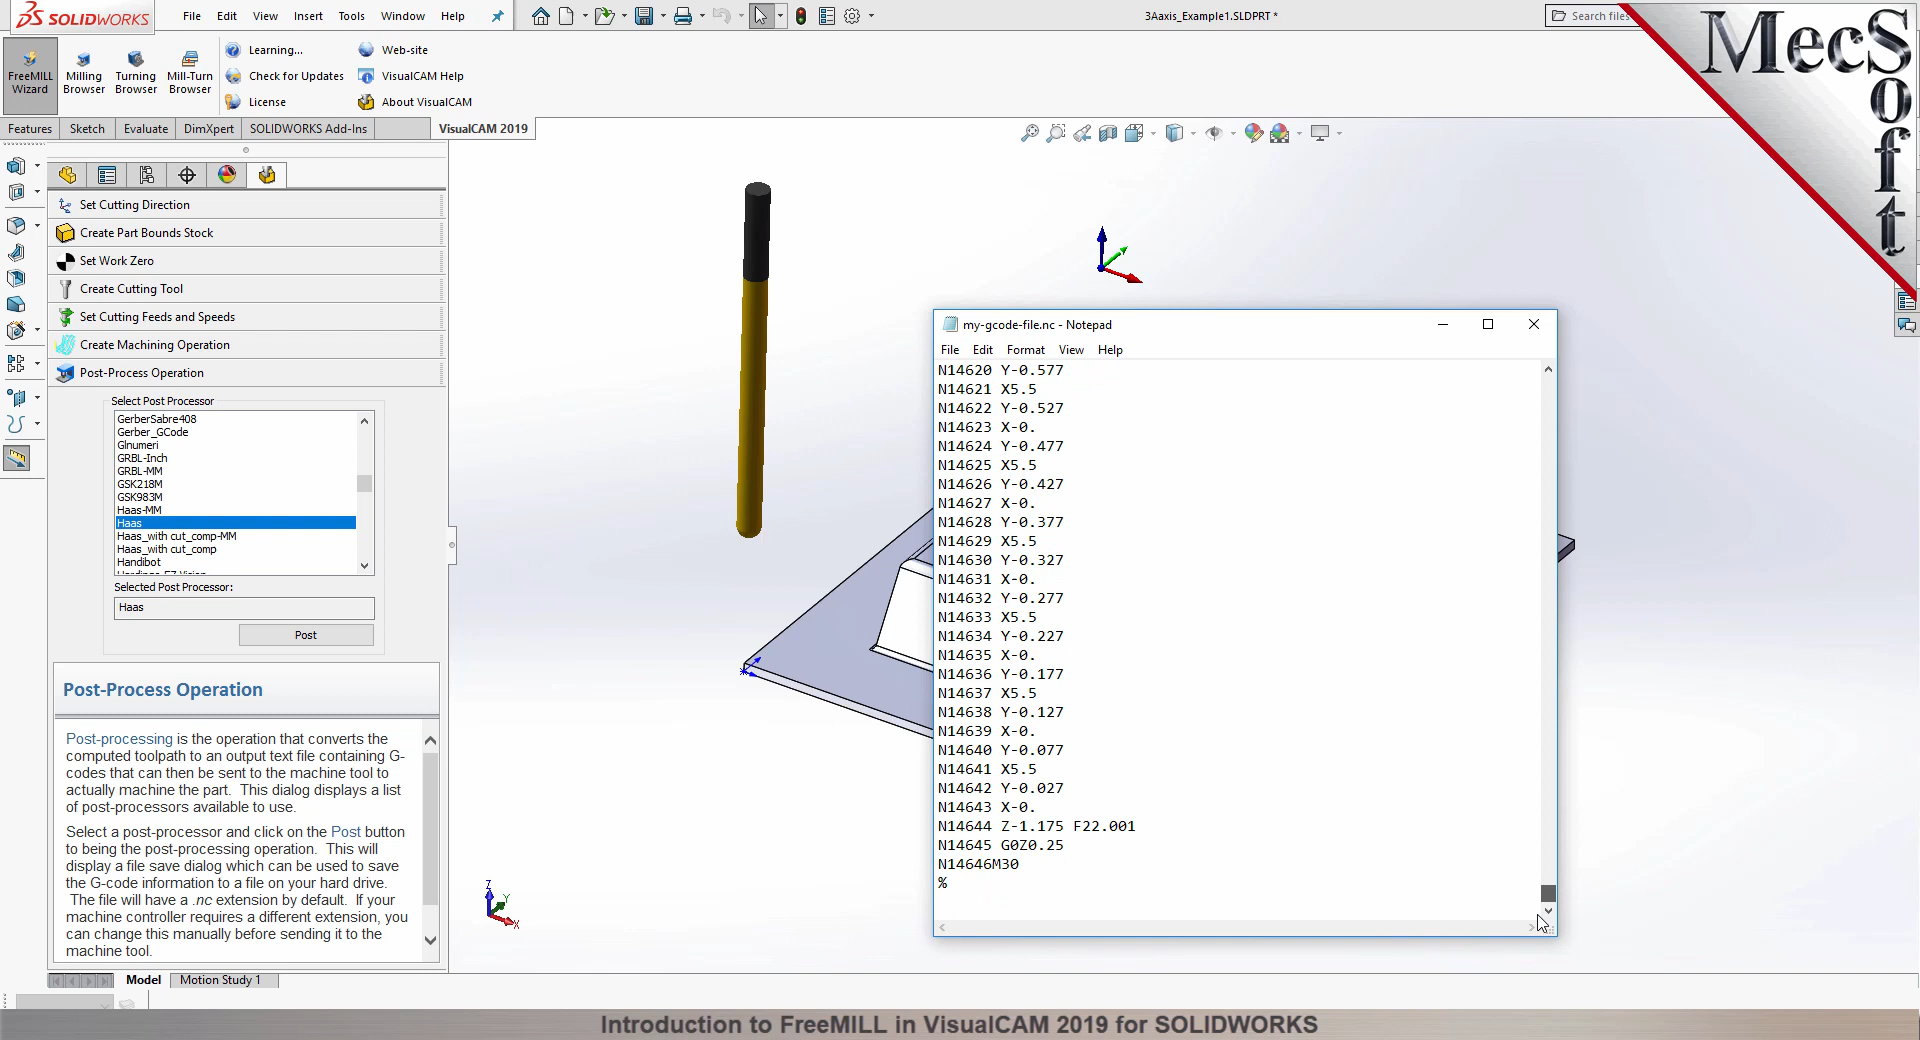 SOLIDWORKS
File Edit View Insert Tools Window Help
3Aaxis_Example1.SLDPRT *
Search files
MecSoft
FreeMILL Wizard
Milling Browser
Turning Browser
Mill-Turn Browser
Learning...
Check for Updates
License
Web-site
VisualCAM Help
About VisualCAM
Features Sketch Evaluate DimXpert SOLIDWORKS Add-Ins VisualCAM 2019
Set Cutting Direction
Create Part Bounds Stock
Set Work Zero
Create Cutting Tool
Set Cutting Feeds and Speeds
Create Machining Operation
Post-Process Operation
Select Post Processor
GerberSabre408
Gerber_GCode
Glnumeri
GRBL-Inch
GRBL-MM
GSK218M
GSK983M
Haas-MM
Haas
Haas_with cut_comp-MM
Haas_with cut_comp
Handibot
Selected Post Processor:
Haas
Post
Post-Process Operation
Post-processing is the operation that converts the
computed toolpath to an output text file containing G-
codes that can then be sent to the machine tool to
actually machine the part. This dialog displays a list
of post-processors available to use.
Select a post-processor and click on the Post button
to being the post-processing operation. This will
display a file save dialog which can be used to save
the G-code information to a file on your hard drive.
The file will have a .nc extension by default. If your
machine controller requires a different extension, you
can change this manually before sending it to the
machine tool.
Z
Y
X
my-gcode-file.nc - Notepad
File Edit Format View Help
N14620 Y-0.577
N14621 X5.5
N14622 Y-0.527
N14623 X-0.
N14624 Y-0.477
N14625 X5.5
N14626 Y-0.427
N14627 X-0.
N14628 Y-0.377
N14629 X5.5
N14630 Y-0.327
N14631 X-0.
N14632 Y-0.277
N14633 X5.5
N14634 Y-0.227
N14635 X-0.
N14636 Y-0.177
N14637 X5.5
N14638 Y-0.127
N14639 X-0.
N14640 Y-0.077
N14641 X5.5
N14642 Y-0.027
N14643 X-0.
N14644 Z-1.175 F22.001
N14645 G0Z0.25
N14646M30
%
Model Motion Study 1
Introduction to FreeMILL in VisualCAM 2019 for SOLIDWORKS